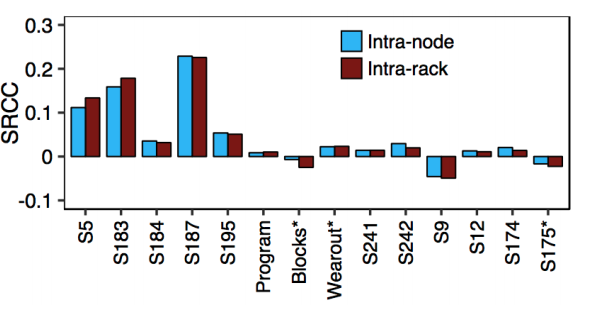 SRCC
0.3
0.2
0.1
0
-0.1
Intra-node
Intra-rack
S5
S183
S184
S187
S195
Program
Blocks*
Wearout*
S241
S242
S9
S12
S174
S175*